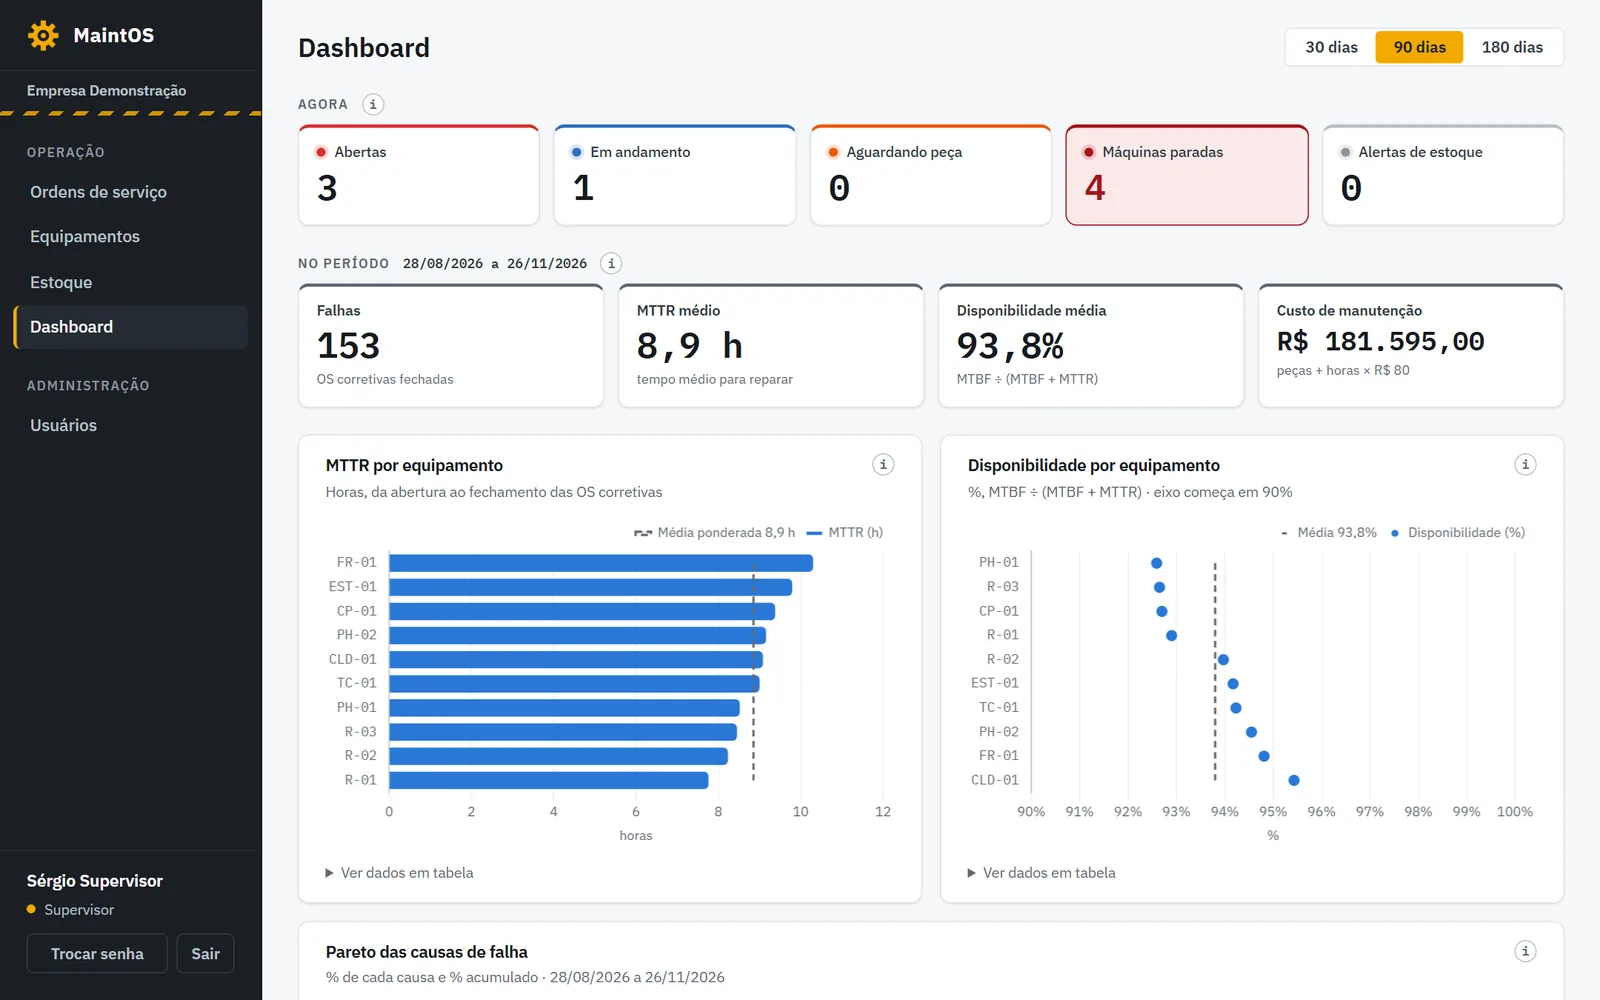 MaintOS
Empresa Demonstração
OPERAÇÃO
Ordens de serviço
Equipamentos
Estoque
Dashboard
ADMINISTRAÇÃO
Usuários
Sérgio Supervisor
Supervisor
Trocar senha
Sair
Dashboard
30 dias
90 dias
180 dias
AGORA i
Abertas
3
Em andamento
1
Aguardando peça
0
Máquinas paradas
4
Alertas de estoque
0
NO PERÍODO 28/08/2026 a 26/11/2026 i
Falhas
153
OS corretivas fechadas
MTTR médio
8,9 h
tempo médio para reparar
Disponibilidade média
93,8%
MTBF ÷ (MTBF + MTTR)
Custo de manutenção
R$ 181.595,00
peças + horas × R$ 80
MTTR por equipamento i
Horas, da abertura ao fechamento das OS corretivas
Média ponderada 8,9 h MTTR (h)
FR-01
EST-01
CP-01
PH-02
CLD-01
TC-01
PH-01
R-03
R-02
R-01
0 2 4 6 8 10 12
horas
Ver dados em tabela
Disponibilidade por equipamento i
%, MTBF ÷ (MTBF + MTTR) · eixo começa em 90%
Média 93,8% Disponibilidade (%)
PH-01
R-03
CP-01
R-01
R-02
EST-01
TC-01
PH-02
FR-01
CLD-01
90% 91% 92% 93% 94% 95% 96% 97% 98% 99% 100%
%
Ver dados em tabela
Pareto das causas de falha i
% de cada causa e % acumulado · 28/08/2026 a 26/11/2026